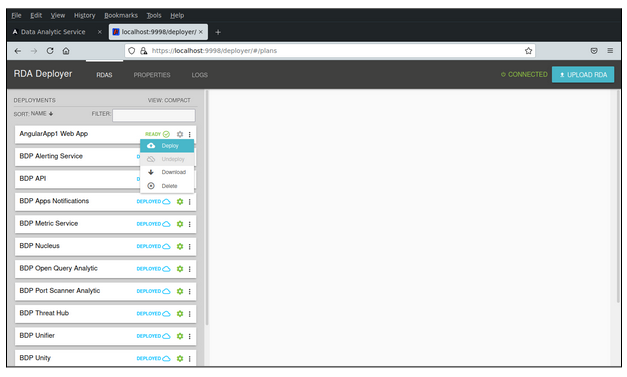 File Edit View History Bookmarks Tools Help
Data Analytic Service × localhost:9998/deployer/ × +
https://localhost:9998/deployer/#/plans
RDA Deployer RDAS PROPERTIES LOGS CONNECTED UPLOAD RDA
DEPLOYMENTS VIEW: COMPACT
SORT: NAME FILTER:
AngularApp1 Web App READY
Deploy
BDP Alerting Service D
Undeploy
Download
BDP API D
Delete
BDP Apps Notifications DEPLOYED
BDP Metric Service DEPLOYED
BDP Nucleus DEPLOYED
BDP Open Query Analytic DEPLOYED
BDP Port Scanner Analytic DEPLOYED
BDP Threat Hub DEPLOYED
BDP Unifier DEPLOYED
BDP Unity DEPLOYED